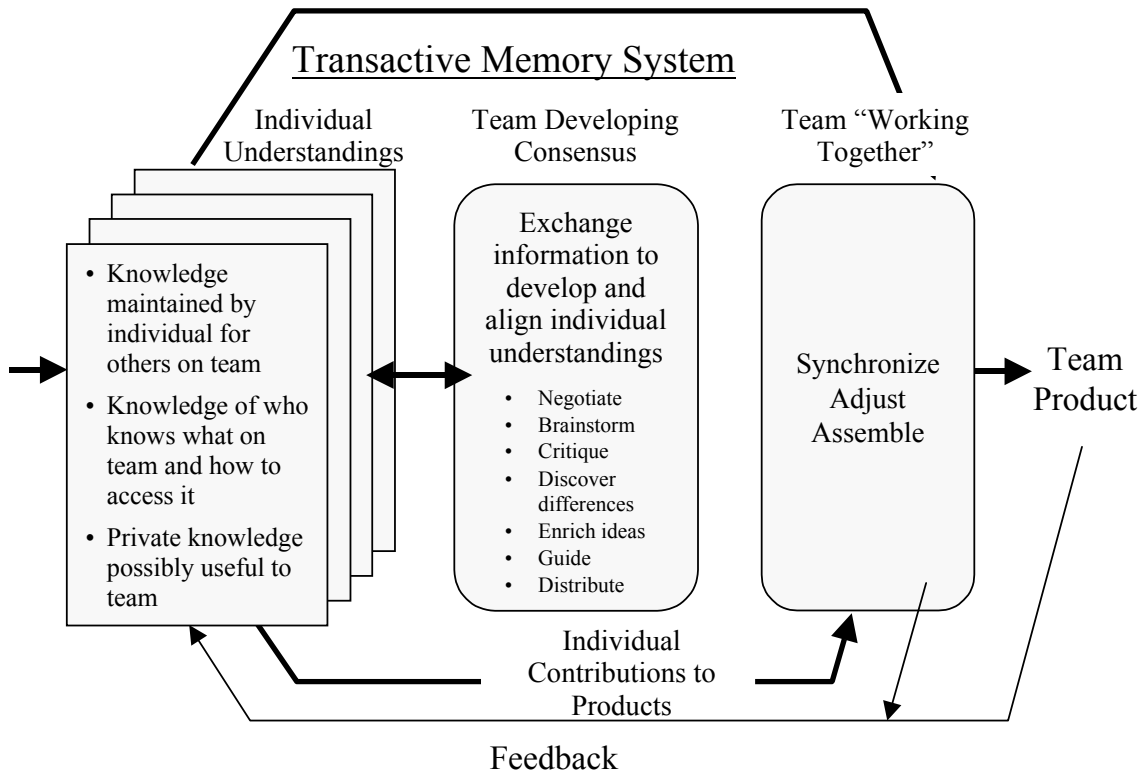 Transactive Memory System
Individual
Understandings
Team Developing
Consensus
Team “Working
Together”
• Knowledge
maintained by
individual for
others on team
• Knowledge of who
knows what on
team and how to
access it
• Private knowledge
possibly useful to
team
Exchange
information to
develop and
align individual
understandings
• Negotiate
• Brainstorm
• Critique
• Discover
differences
• Enrich ideas
• Guide
• Distribute
Synchronize
Adjust
Assemble
Team
Product
Individual
Contributions to
Products
Feedback